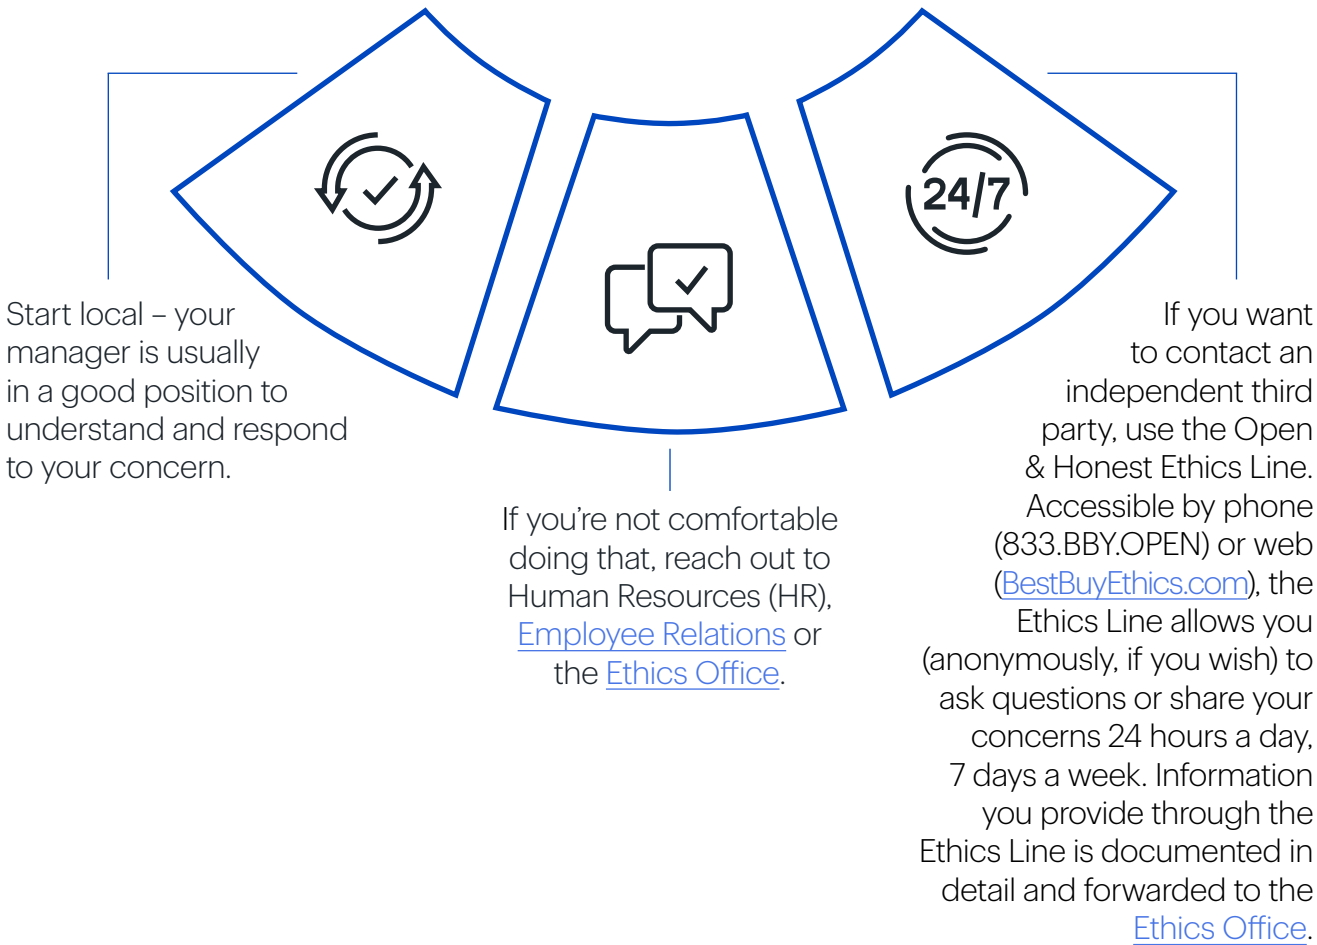 24/7
Start local – your
manager is usually
in a good position to
understand and respond
to your concern.
If you’re not comfortable
doing that, reach out to
Human Resources (HR),
Employee Relations or
the Ethics Office.
If you want
to contact an
independent third
party, use the Open
& Honest Ethics Line.
Accessible by phone
(833.BBY.OPEN) or web
(BestBuyEthics.com), the
Ethics Line allows you
(anonymously, if you wish) to
ask questions or share your
concerns 24 hours a day,
7 days a week. Information
you provide through the
Ethics Line is documented in
detail and forwarded to the
Ethics Office.